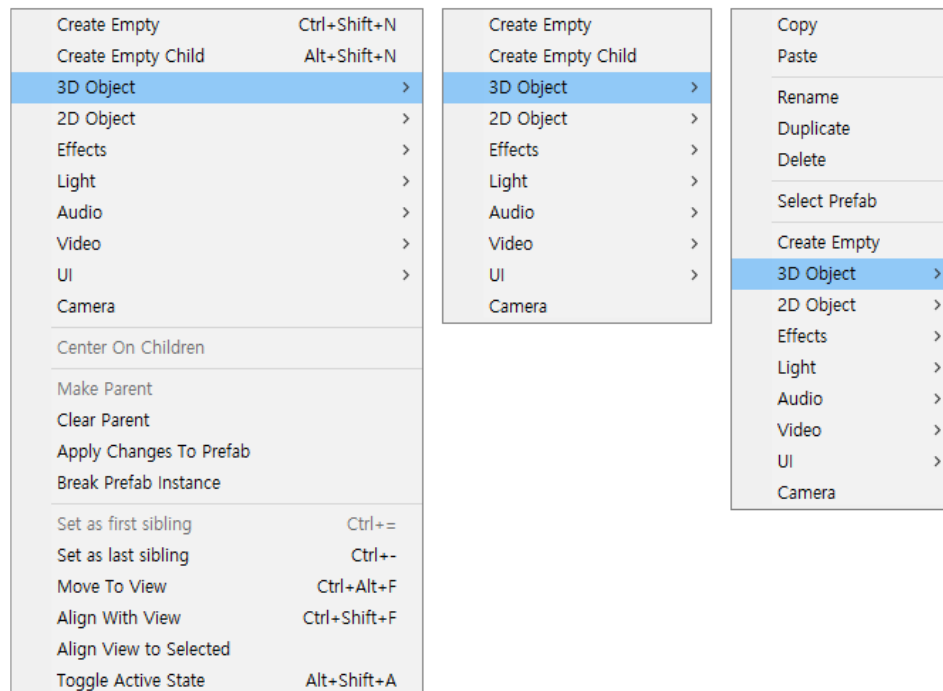 Create Empty Ctrl+Shift+N
Create Empty Child Alt+Shift+N
3D Object >
2D Object >
Effects >
Light >
Audio >
Video >
UI >
Camera
Center On Children
Make Parent
Clear Parent
Apply Changes To Prefab
Break Prefab Instance
Set as first sibling Ctrl+=
Set as last sibling Ctrl+-
Move To View Ctrl+Alt+F
Align With View Ctrl+Shift+F
Align View to Selected
Toggle Active State Alt+Shift+A
Create Empty
Create Empty Child
3D Object >
2D Object >
Effects >
Light >
Audio >
Video >
UI >
Camera
Copy
Paste
Rename
Duplicate
Delete
Select Prefab
Create Empty
3D Object >
2D Object >
Effects >
Light >
Audio >
Video >
UI >
Camera